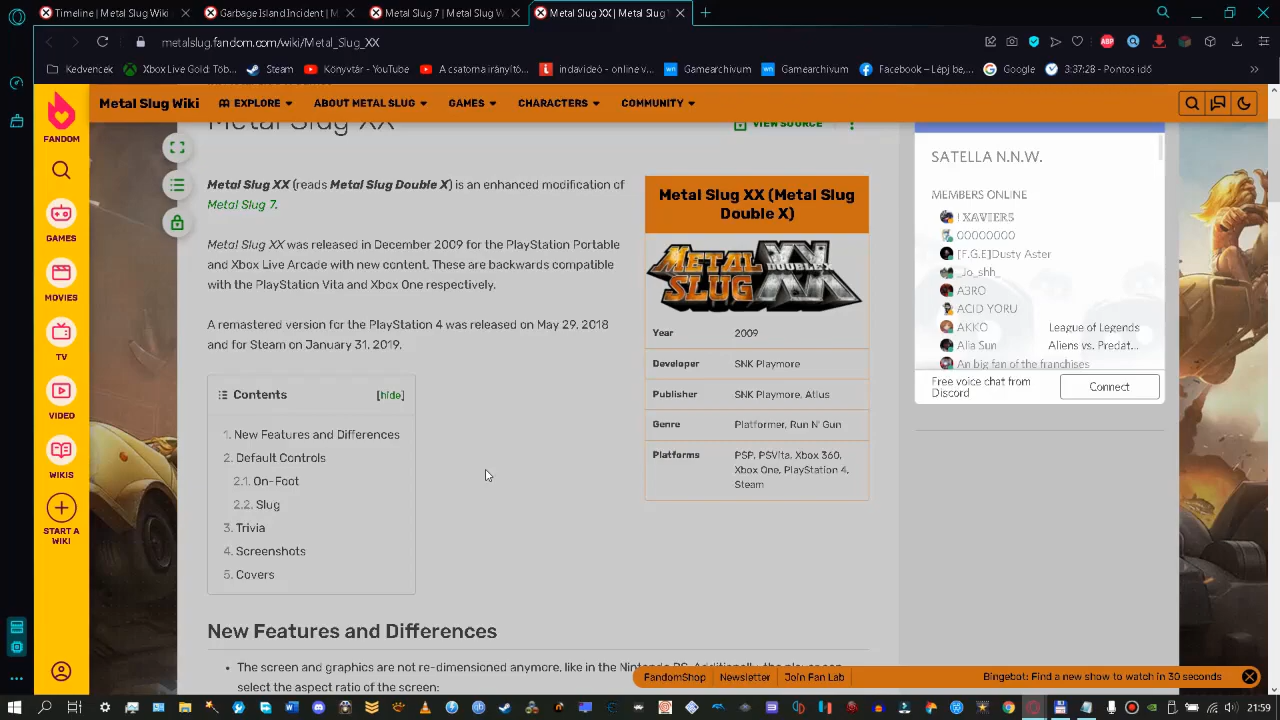 Timeline | Metal Slug Wiki
Garbage Island Incident | M
Metal Slug 7 | Metal Slug W
Metal Slug XX | Metal Slug
metalslug.fandom.com/wiki/Metal_Slug_XX
ABP
Kedvencek
Xbox Live Gold: Töb...
Steam
Könyvtár - YouTube
A csatorna irányító...
indavideó - online v...
Gamearchivum
Gamearchivum
Facebook – Lépj be,...
Google
3:37:28 - Pontos idő
Metal Slug Wiki
EXPLORE
ABOUT METAL SLUG
GAMES
CHARACTERS
COMMUNITY
FANDOM
GAMES
MOVIES
TV
VIDEO
WIKIS
START A
WIKI
Metal Slug XX
VIEW SOURCE
Metal Slug XX (reads Metal Slug Double X) is an enhanced modification of
Metal Slug 7.
Metal Slug XX was released in December 2009 for the PlayStation Portable
and Xbox Live Arcade with new content. These are backwards compatible
with the PlayStation Vita and Xbox One respectively.
A remastered version for the PlayStation 4 was released on May 29, 2018
and for Steam on January 31, 2019.
Contents [hide]
1. New Features and Differences
2. Default Controls
2.1. On-Foot
2.2. Slug
3. Trivia
4. Screenshots
5. Covers
Metal Slug XX (Metal Slug
Double X)
METAL SLUG XX DOUBLE X
Year 2009
Developer SNK Playmore
Publisher SNK Playmore, Atlus
Genre Platformer, Run N' Gun
Platforms PSP, PSVita, Xbox 360,
Xbox One, PlayStation 4,
Steam
SATELLA N.N.W.
MEMBERS ONLINE
! XAVIERS
00000000
[F.G.E]Dusty Aster
_jo_shh_
A3RO
ACID YORU
AKKO League of Legends
Alia Sun Aliens vs. Predat...
An big fan of the franchises
Free voice chat from
Discord
Connect
New Features and Differences
• The screen and graphics are not re-dimensioned anymore, like in the Nintendo DS. Additionally, the player can
select the aspect ratio of the screen:
FandomShop
Newsletter
Join Fan Lab
Bingebot: Find a new show to watch in 30 seconds
21:59